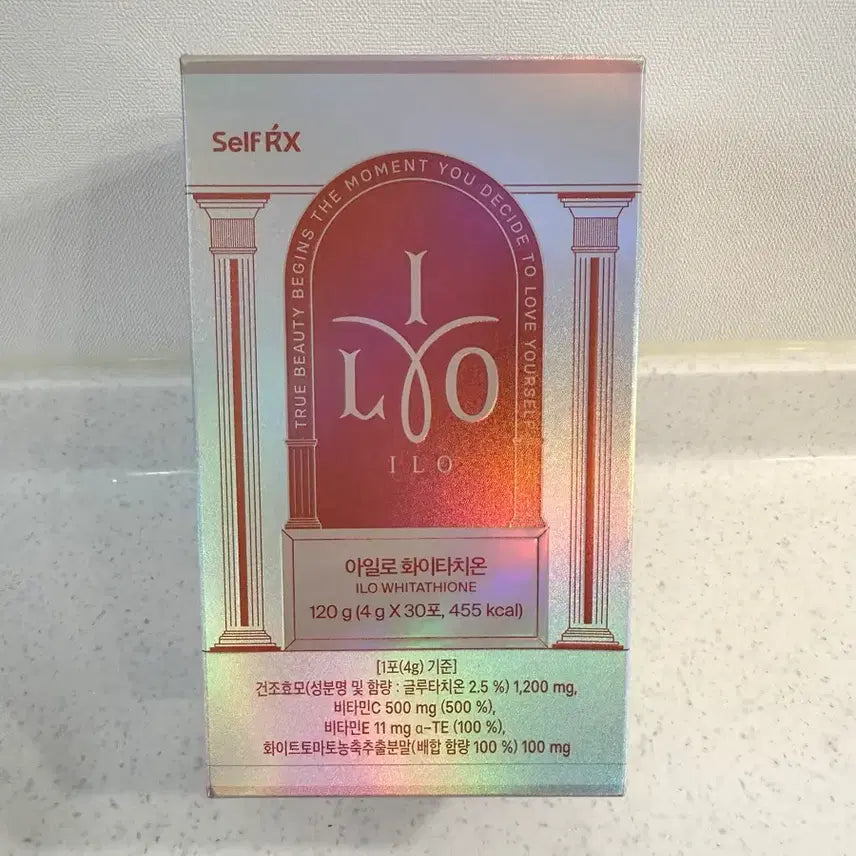 Self RX
TRUE BEAUTY BEGINS THE MOMENT YOU DECIDE TO LOVE YOURSELF
ILO
ILO
아일로 화이타치온
ILO WHITATHIONE
120 g (4 g X 30포, 455 kcal)
[1포(4g) 기준]
건조효모(성분명 및 함량 : 글루타치온 2.5 %) 1,200 mg,
비타민C 500 mg (500 %),
비타민E 11 mg α-TE (100 %),
화이트토마토농축추출분말(배합 함량 100 %) 100 mg